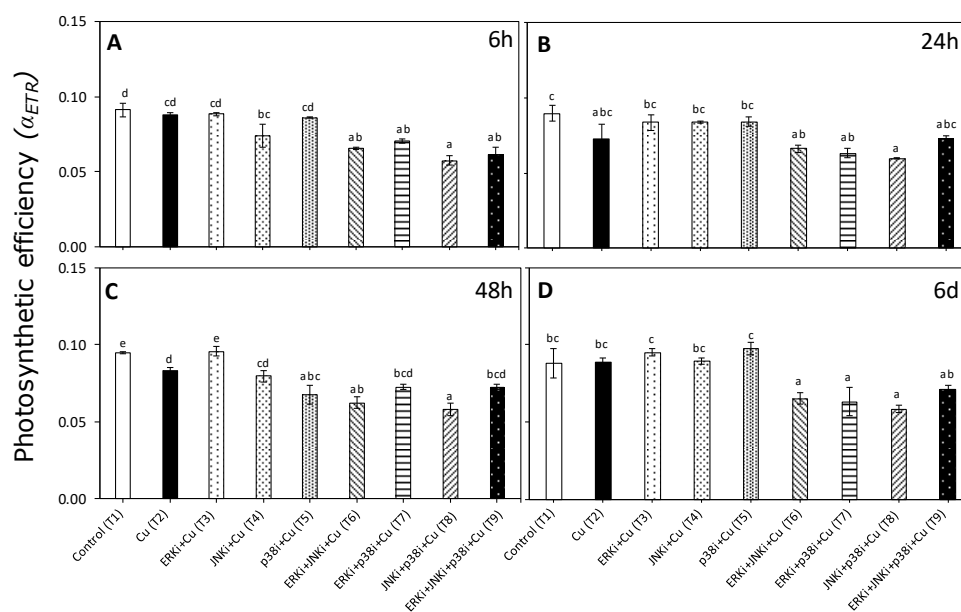 Photosynthetic efficiency (α_ETR)
A
6h
0.15
0.10
0.05
0.00
d
cd
cd
bc
cd
ab
ab
a
ab
B
24h
c
abc
bc
bc
bc
ab
ab
a
abc
C
48h
0.15
0.10
0.05
0.00
e
d
e
cd
abc
ab
bcd
a
bcd
D
6d
bc
bc
c
bc
c
a
a
a
ab
Control (T1)
Cu (T2)
ERKi+Cu (T3)
JNKi+Cu (T4)
p38i+Cu (T5)
ERKi+JNKi+Cu (T6)
ERKi+p38i+Cu (T7)
JNKi+p38i+Cu (T8)
ERKi+JNKi+p38i+Cu (T9)
Control (T1)
Cu (T2)
ERKi+Cu (T3)
JNKi+Cu (T4)
p38i+Cu (T5)
ERKi+JNKi+Cu (T6)
ERKi+p38i+Cu (T7)
JNKi+p38i+Cu (T8)
ERKi+JNKi+p38i+Cu (T9)